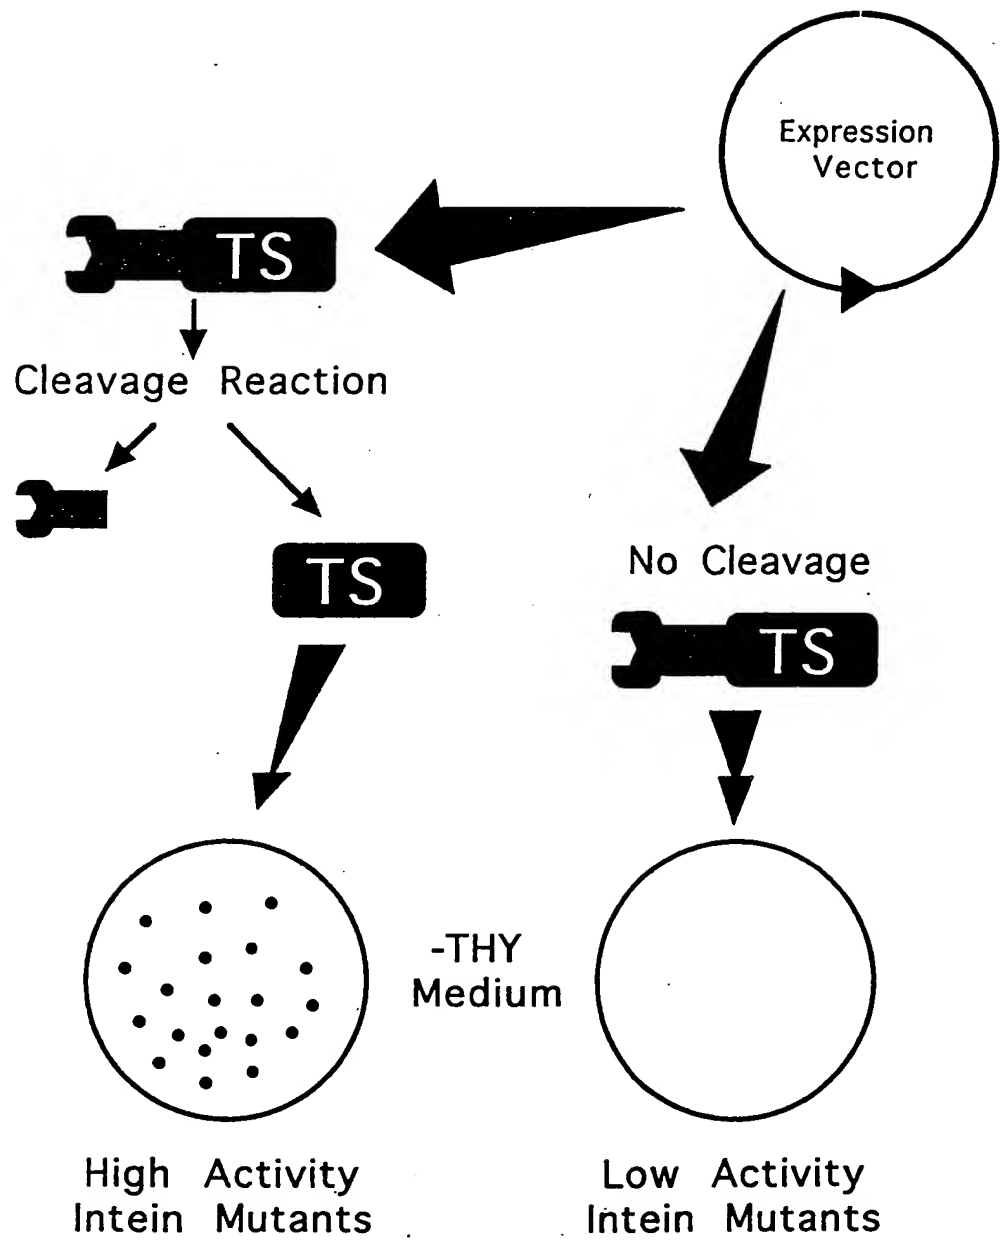 Expression
Vector
TS
Cleavage Reaction
TS
No Cleavage
TS
-THY
Medium
High Activity
Intein Mutants
Low Activity
Intein Mutants